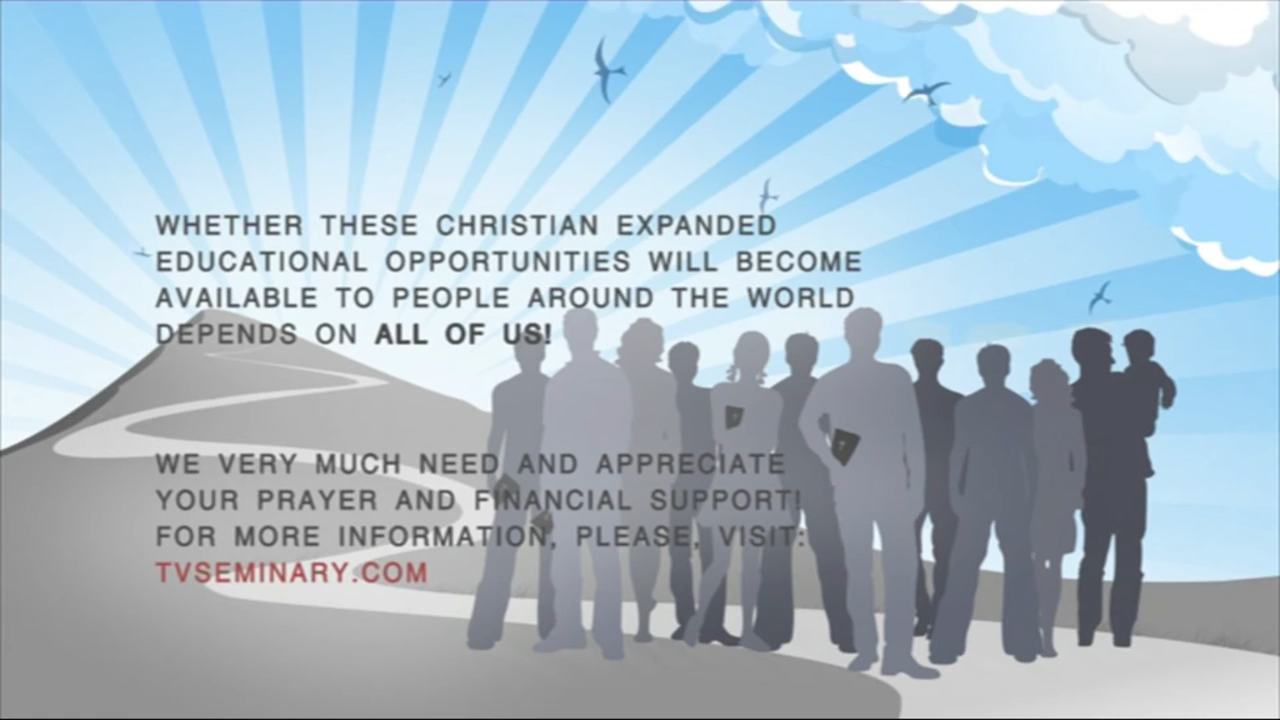 WHETHER THESE CHRISTIAN EXPANDED
EDUCATIONAL OPPORTUNITIES WILL BECOME
AVAILABLE TO PEOPLE AROUND THE WORLD
DEPENDS ON ALL OF US!
WE VERY MUCH NEED AND APPRECIATE
YOUR PRAYER AND FINANCIAL SUPPORT!
FOR MORE INFORMATION, PLEASE, VISIT:
TVSEMINARY.COM